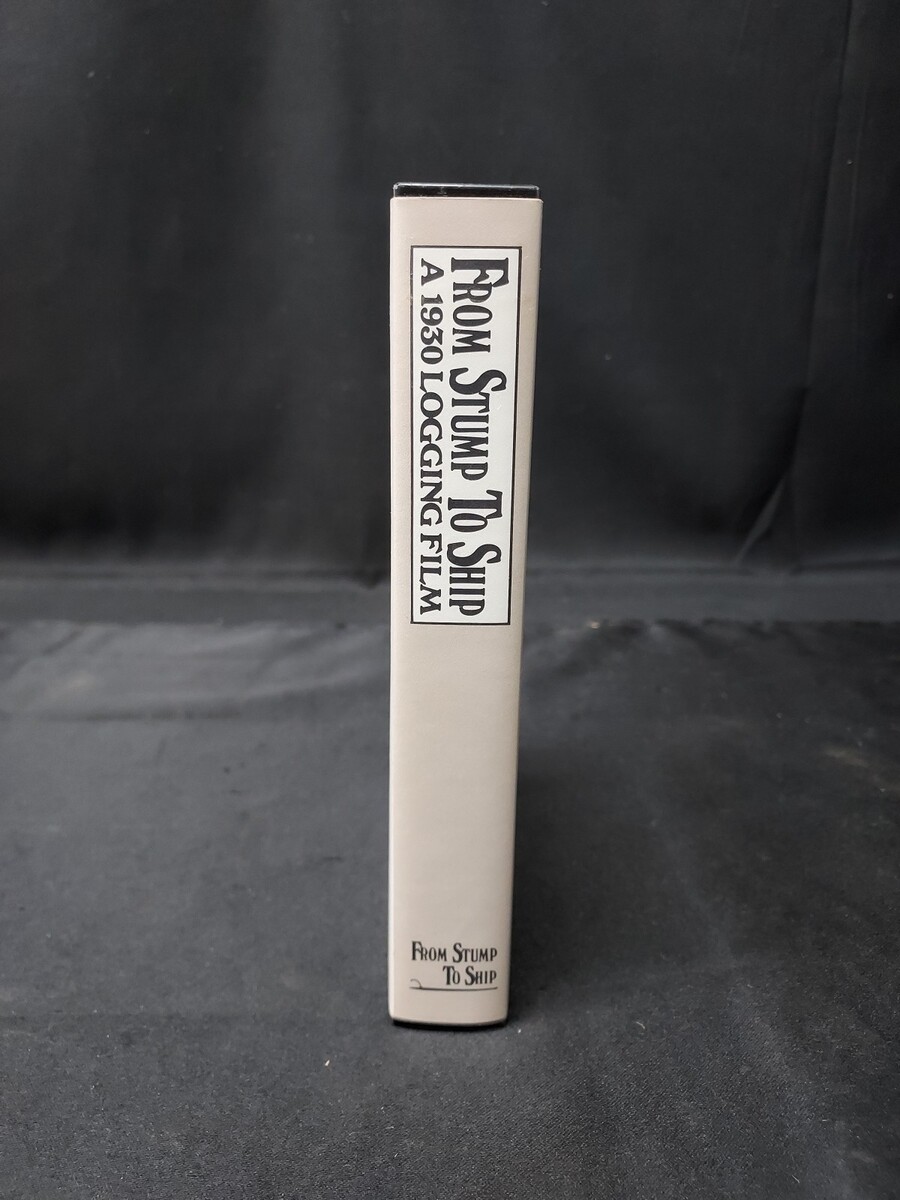 FROM STUMP TO SHIP
A 1930 LOGGING FILM
FROM STUMP
TO SHIP